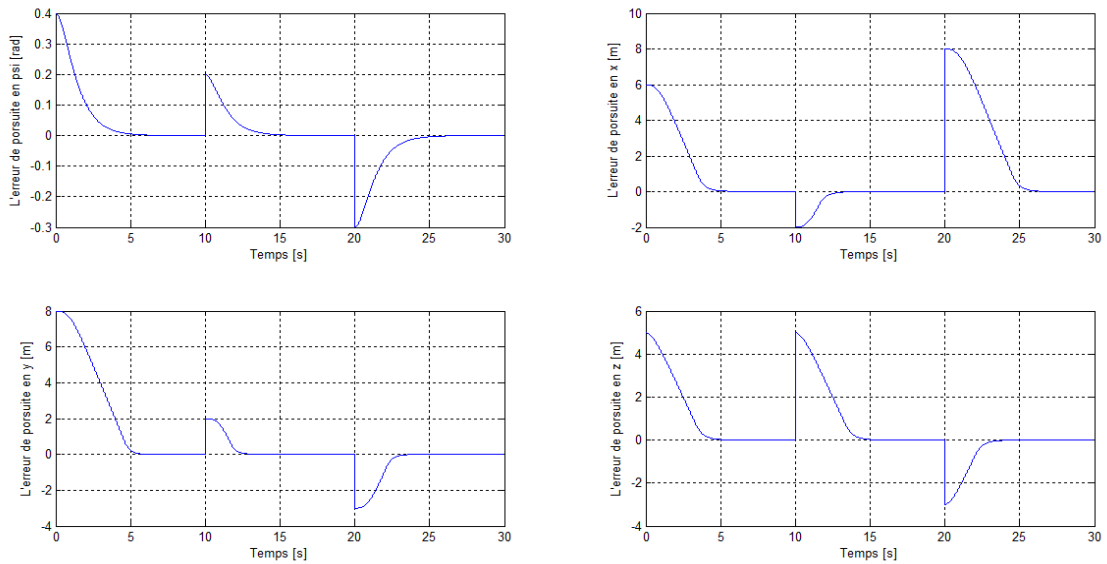 L'erreur de porsuite en psi [rad]
0.4
0.3
0.4
0.2
0.1
0
-0.1
-0.2
-0.3
0 5 10 15 20 25 30
Temps [s]
L'erreur de porsuite en x [m]
10
8
6
4
2
0
-2
0 5 10 15 20 25 30
Temps [s]
L'erreur de porsuite en y [m]
8
6
4
2
0
-2
-4
0 5 10 15 20 25 30
Temps [s]
L'erreur de porsuite en z [m]
6
4
2
0
-2
-4
0 5 10 15 20 25 30
Temps [s]